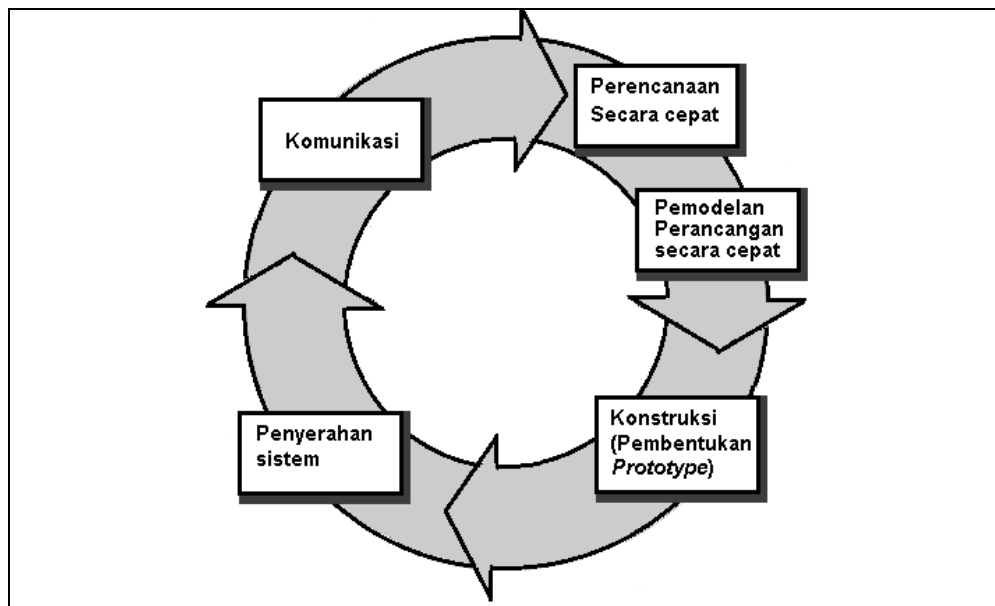 Komunikasi
Perencanaan
Secara cepat
Pemodelan
Perancangan
secara cepat
Konstruksi
(Pembentukan
Prototype)
Penyerahan
sistem